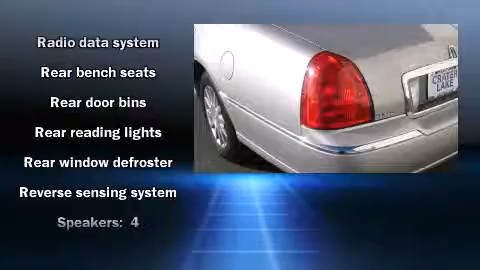 Radio data system
Rear bench seats
Rear door bins
Rear reading lights
Rear window defroster
Reverse sensing system
Speakers: 4
CRATER
LAKE